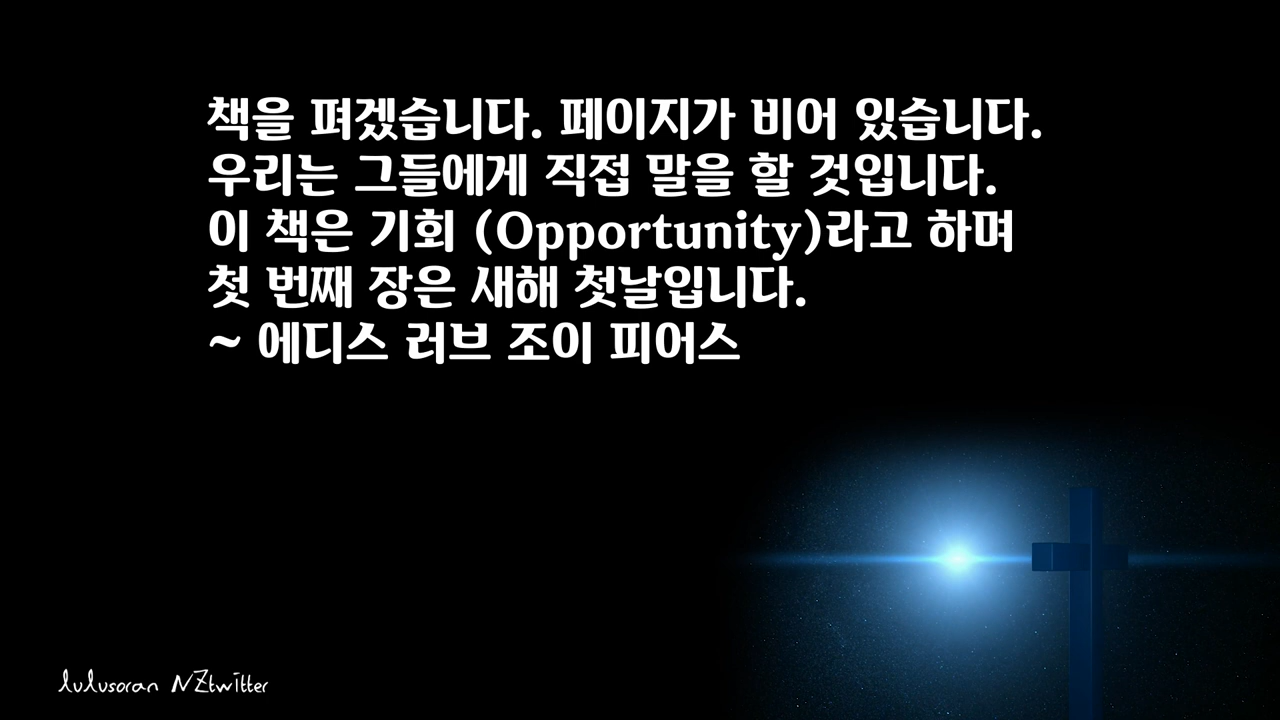 책을 펴겠습니다. 페이지가 비어 있습니다.
우리는 그들에게 직접 말을 할 것입니다.
이 책은 기회 (Opportunity)라고 하며
첫 번째 장은 새해 첫날입니다.
~ 에디스 러브 조이 피어스
lulusoran NZtwitter